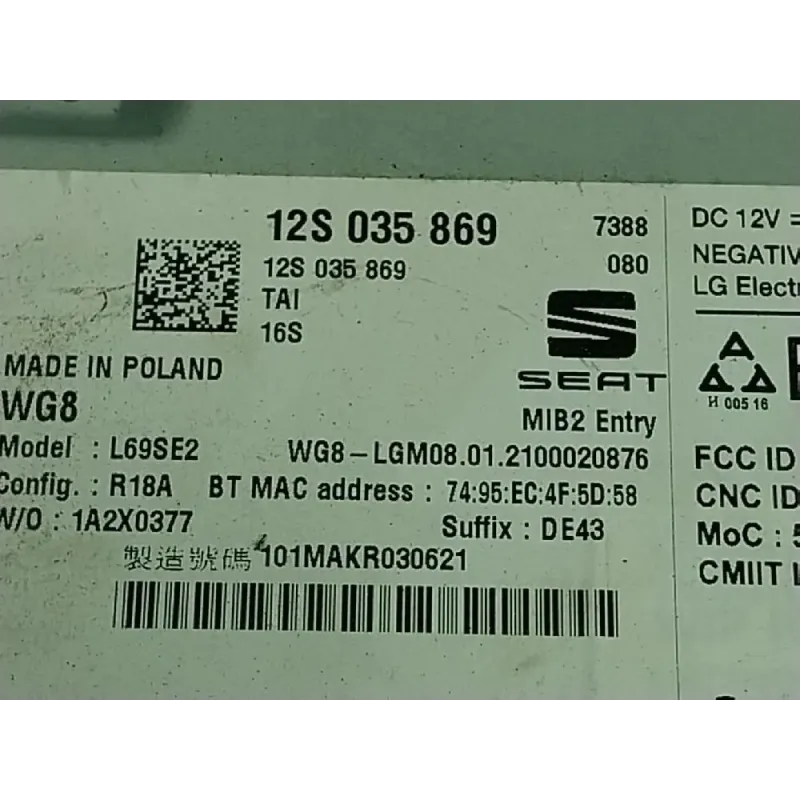 12S 035 869
7388
12S 035 869
080
TAI
16S
SEAT
MADE IN POLAND
WG8
MIB2 Entry
Model : L69SE2
WG8-LGM08.01.2100020876
Config. : R18A BT MAC address : 74:95:EC:4F:5D:58
W/O : 1A2X0377
Suffix : DE43
製造號碼 101MAKR030621
DC 12V =
NEGATIV
LG Electr
H 005 16
FCC ID
CNC ID
MoC : 5
CMIIT